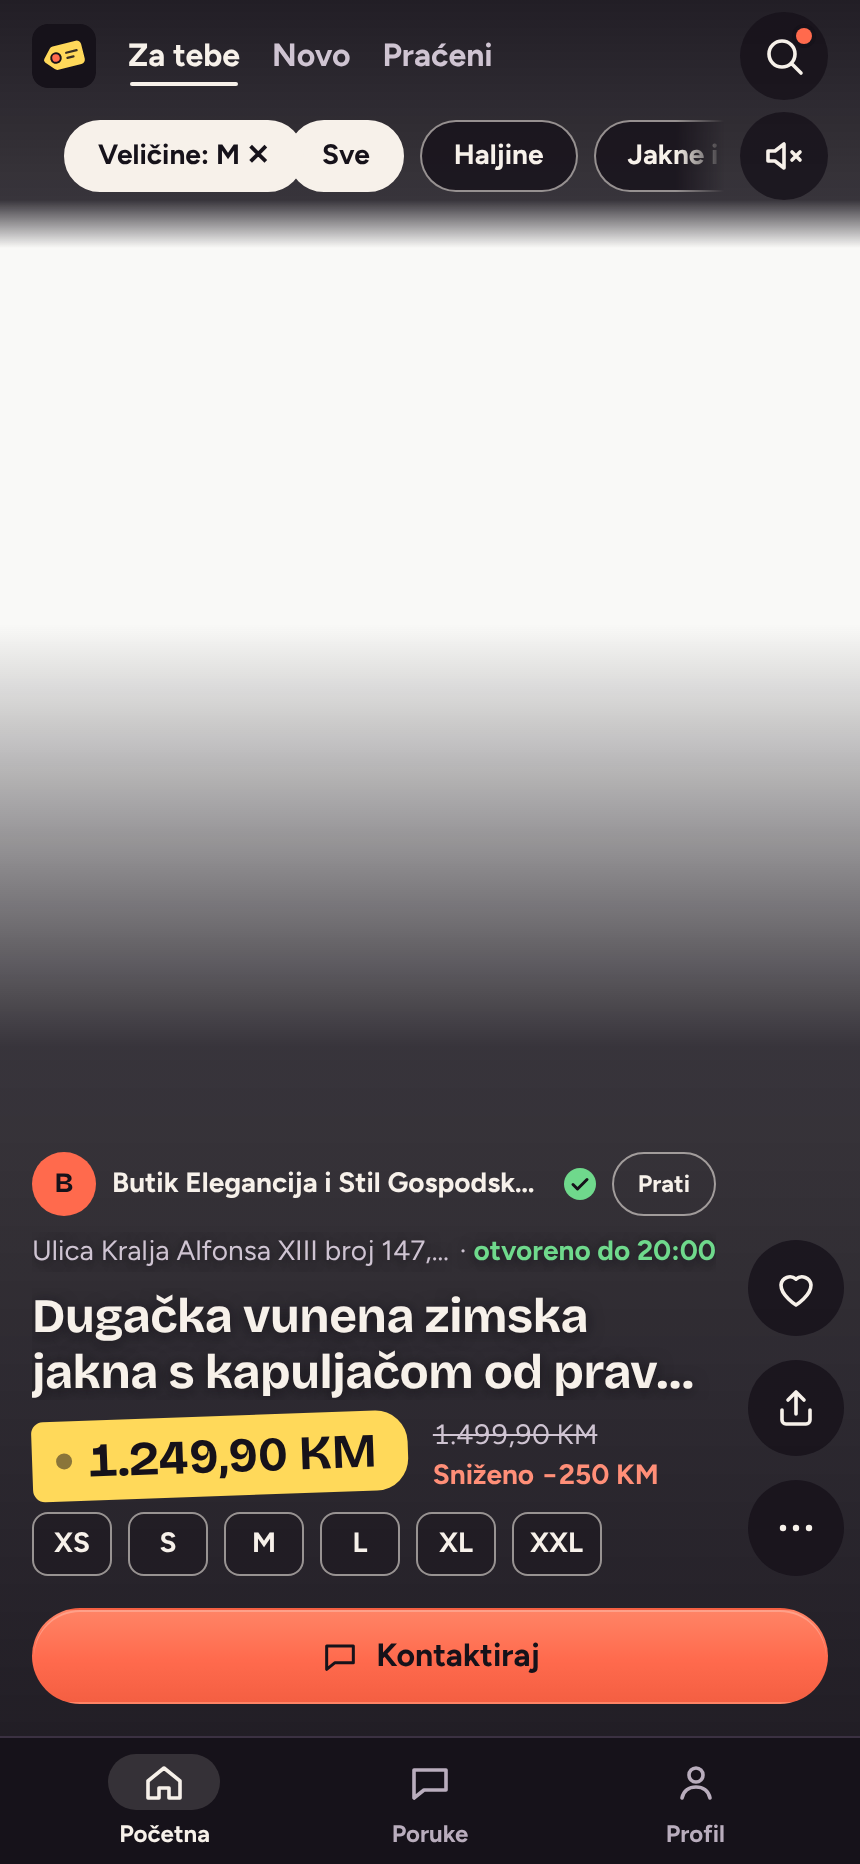 Za tebe Novo Praćeni
Veličine: M ✕ Sve Haljine Jakne i
B Butik Elegancija i Stil Gospodsk... Prati
Ulica Kralja Alfonsa XIII broj 147,... · otvoreno do 20:00
Dugačka vunena zimska
jakna s kapuljačom od prav...
1.249,90 KM
1.499,90 KM
Sniženo −250 KM
XS S M L XL XXL
Kontaktiraj
Početna Poruke Profil